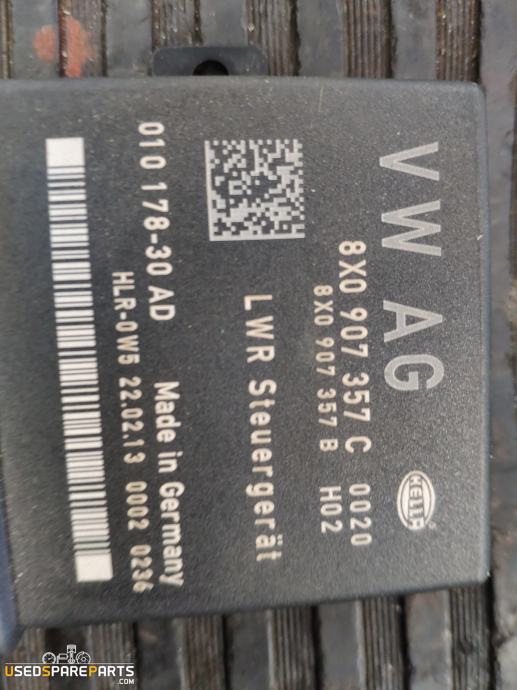 VW AG
HELLA
8X0 907 357 C 0020
8X0 907 357 B H02
LWR Steuergerät
010 178-30 AD Made in Germany
HLR-0W5 22.02.13 0002 0236
USEDSPAREPARTS.COM